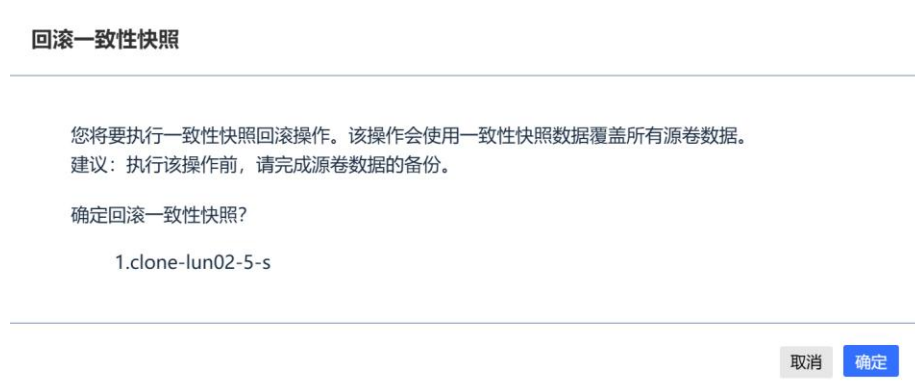 回滚一致性快照
您将要执行一致性快照回滚操作。该操作会使用一致性快照数据覆盖所有源卷数据。
建议：执行该操作前，请完成源卷数据的备份。
确定回滚一致性快照?
1.clone-lun02-5-s
取消 确定